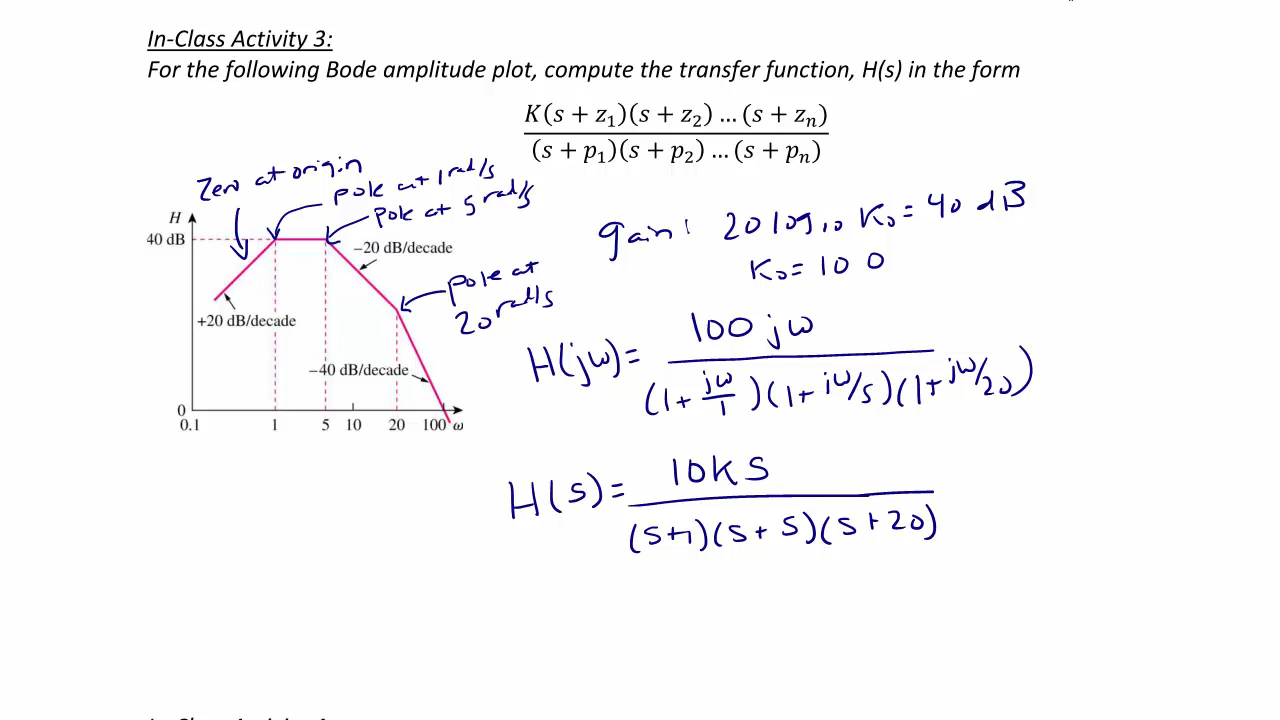 In-Class Activity 3:
For the following Bode amplitude plot, compute the transfer function, H(s) in the form
K(s + z₁)(s + z₂) … (s + zₙ)
(s + p₁)(s + p₂) … (s + pₙ)
Zero at origin
pole at 1 rad/s
pole at 5 rad/s
H
40 dB
−20 dB/decade
pole at
20 rad/s
+20 dB/decade
−40 dB/decade
0
0.1 1 5 10 20 100 ω
gain: 20 log₁₀ K₀ = 40 dB
K₀ = 100
H(jω) = 100 jω
(1 + jω/1)(1 + jω/5)(1 + jω/20)
H(s) = 10k s
(s+1)(s+5)(s+20)